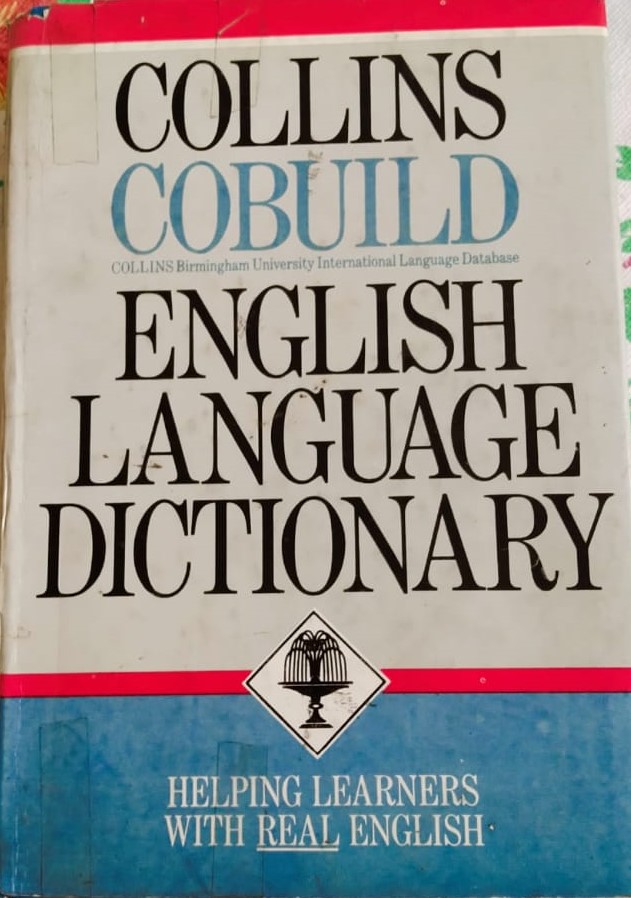 COLLINS
COBUILD
COLLINS Birmingham University International Language Database
ENGLISH
LANGUAGE
DICTIONARY
HELPING LEARNERS
WITH REAL ENGLISH